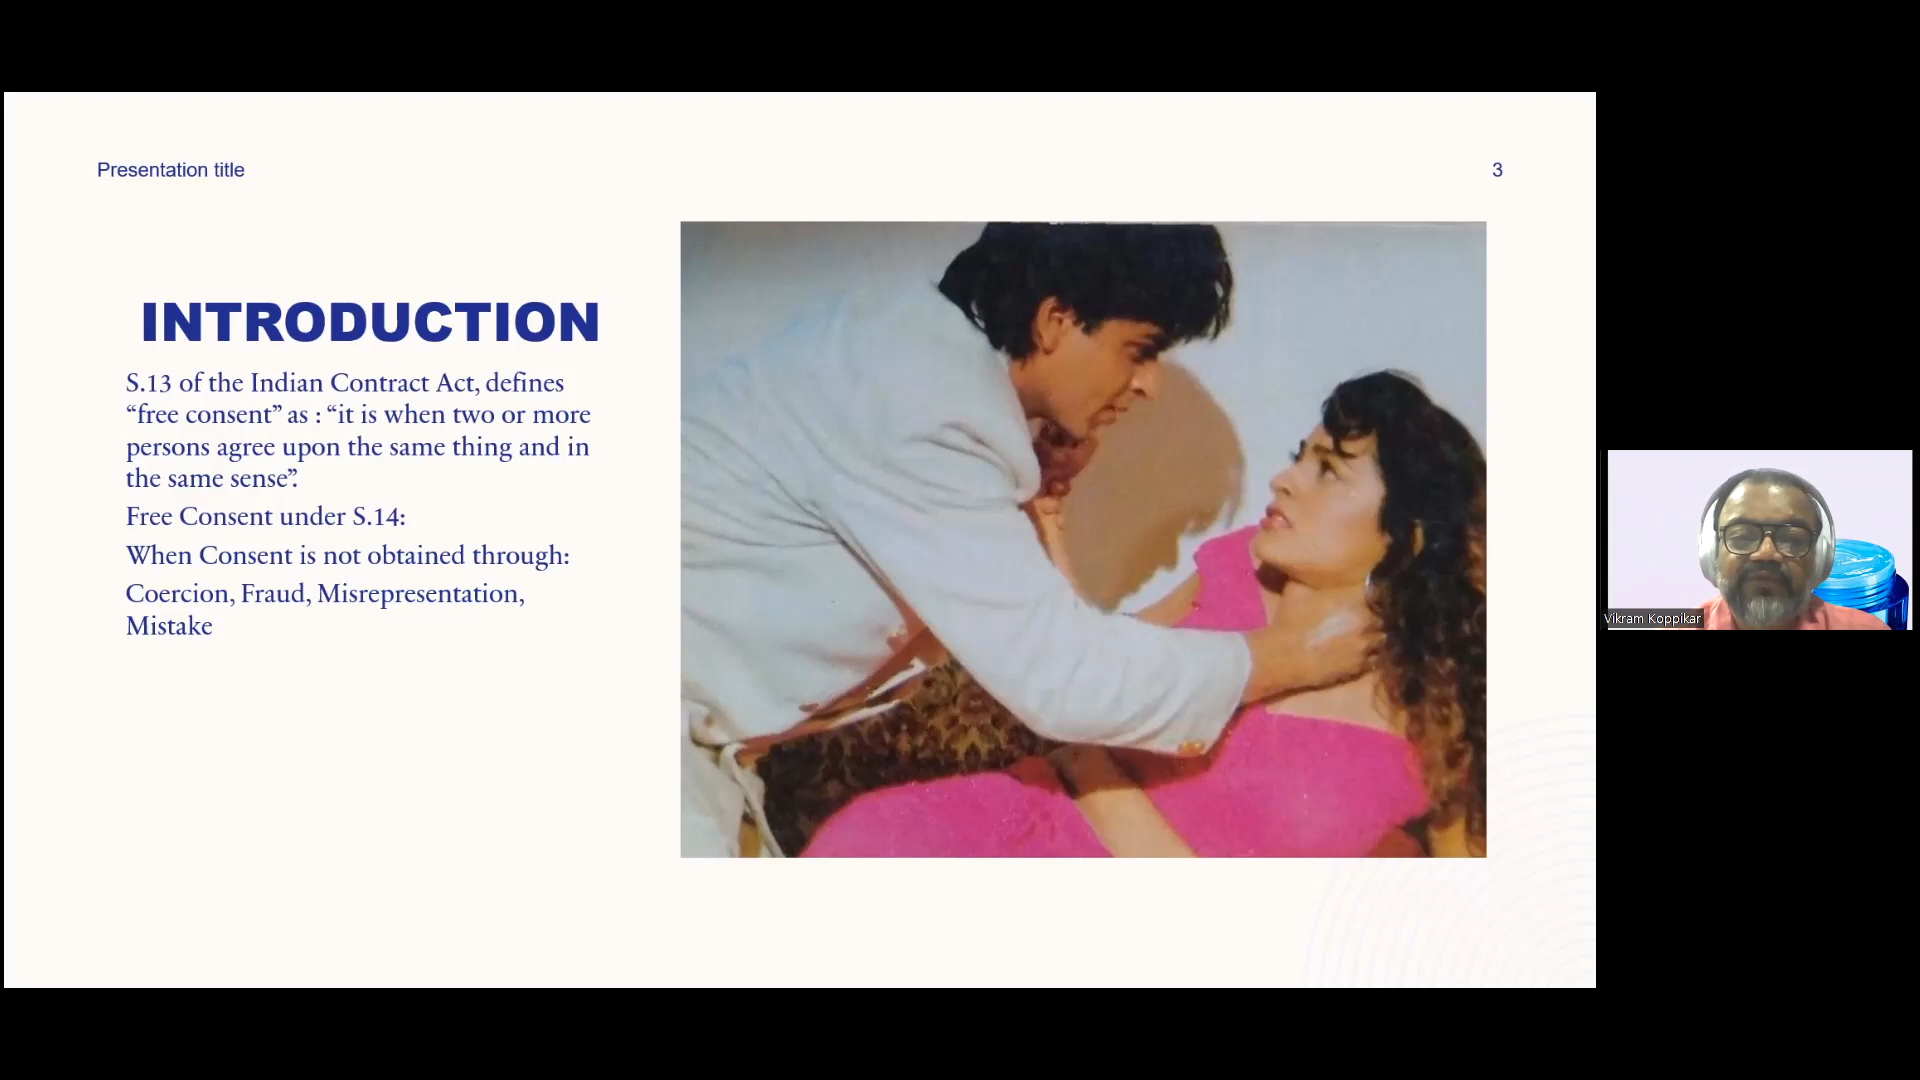 Presentation title
3
INTRODUCTION
S.13 of the Indian Contract Act, defines
“free consent” as : “it is when two or more
persons agree upon the same thing and in
the same sense”.
Free Consent under S.14:
When Consent is not obtained through:
Coercion, Fraud, Misrepresentation,
Mistake
Vikram Koppikar